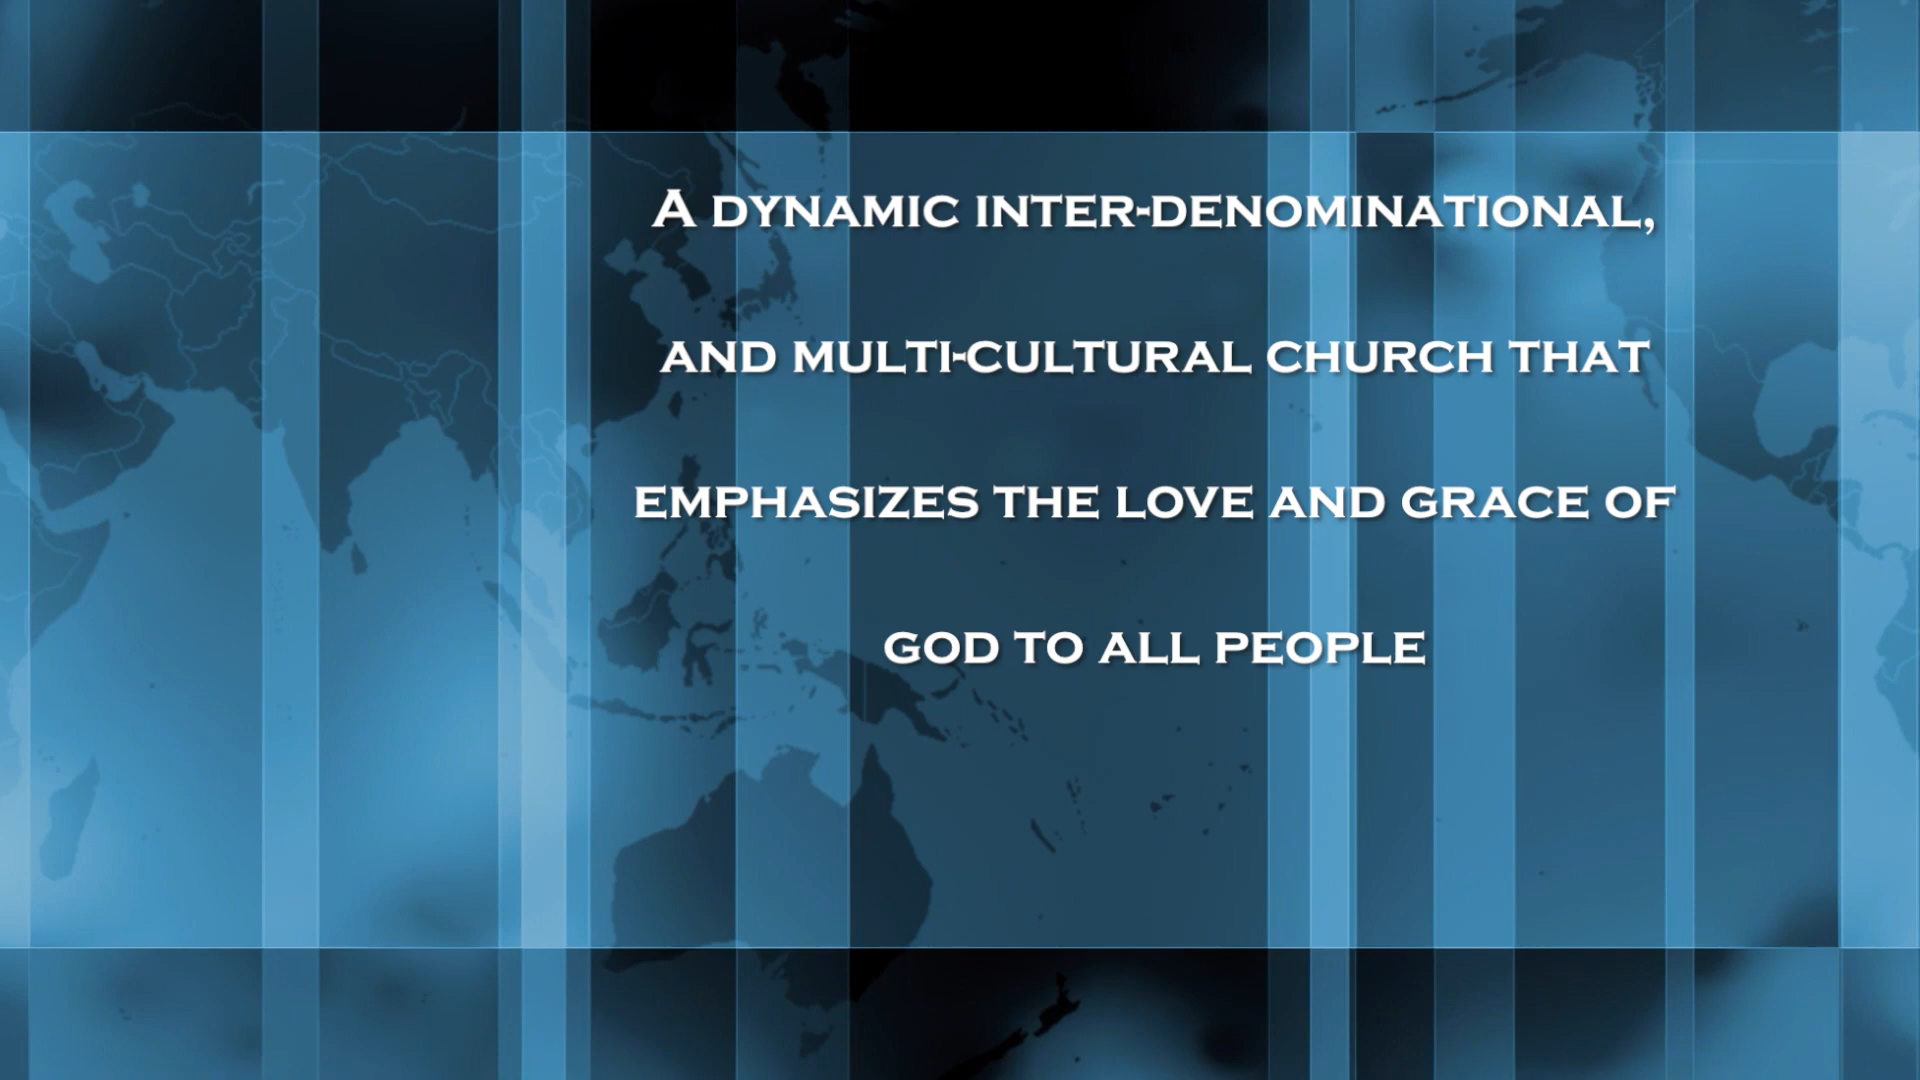 A DYNAMIC INTER-DENOMINATIONAL,
AND MULTI-CULTURAL CHURCH THAT
EMPHASIZES THE LOVE AND GRACE OF
GOD TO ALL PEOPLE